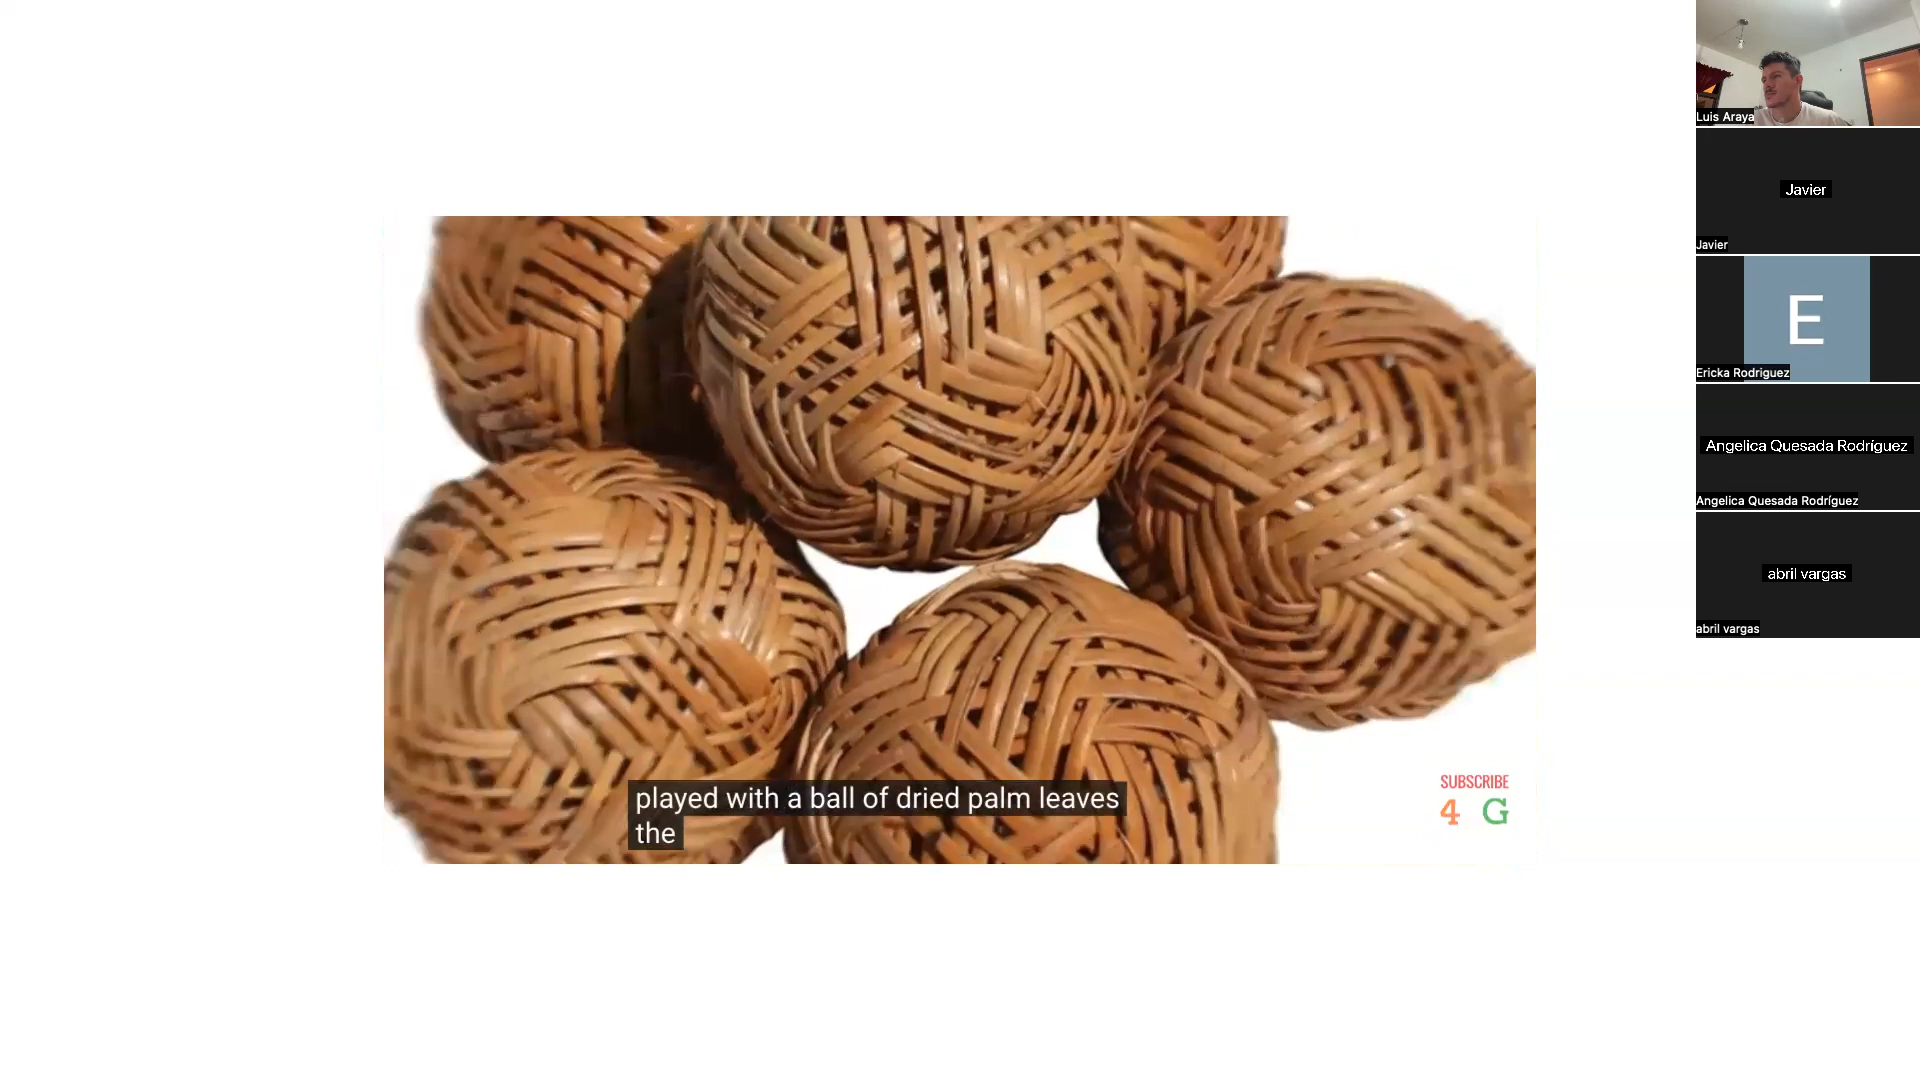 Luis Araya
Javier
Javier
E
Ericka Rodriguez
Angelica Quesada Rodríguez
Angelica Quesada Rodríguez
abril vargas
abril vargas
played with a ball of dried palm leaves
the
SUBSCRIBE
4 G